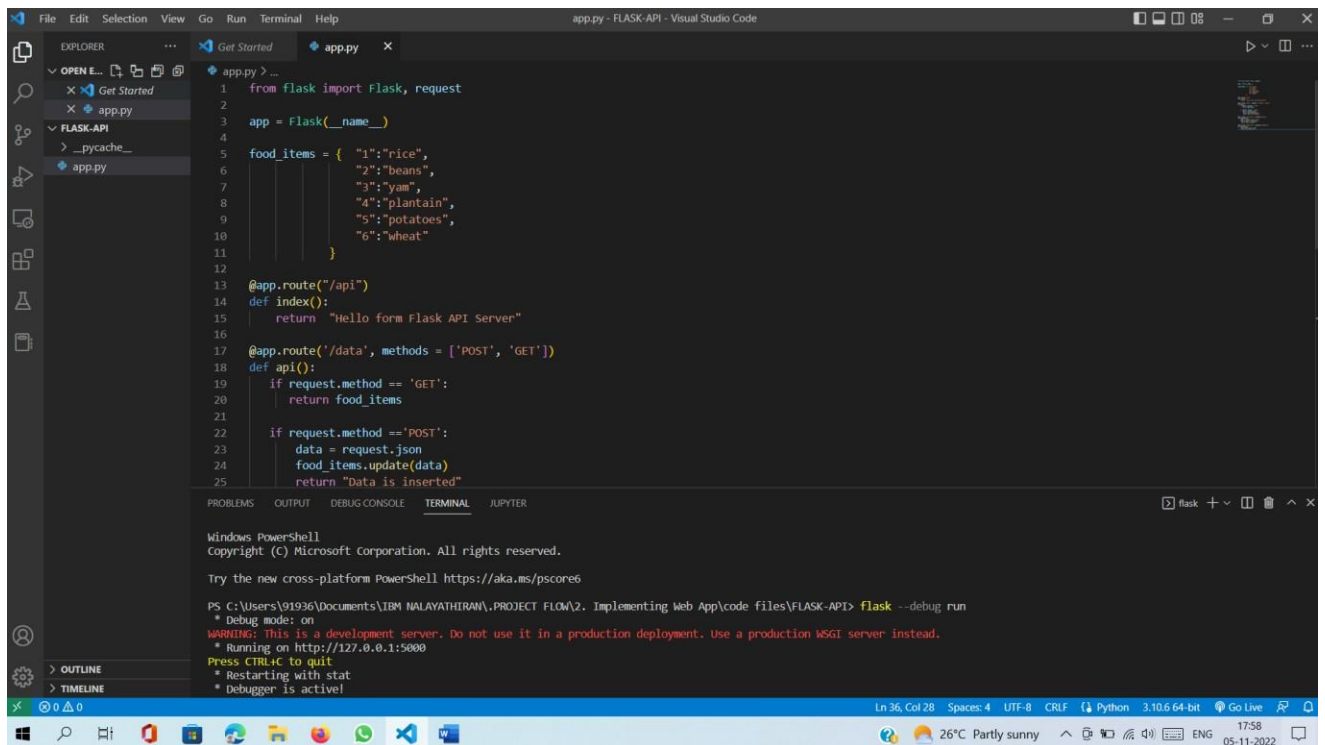 File Edit Selection View Go Run Terminal Help
app.py - FLASK-API - Visual Studio Code
EXPLORER
OPEN E...
Get Started
app.py
FLASK-API
__pycache__
app.py
OUTLINE
TIMELINE
Get Started app.py
app.py > ...
1 from flask import Flask, request
2
3 app = Flask(__name__)
4
5 food_items = { "1":"rice",
6 "2":"beans",
7 "3":"yam",
8 "4":"plantain",
9 "5":"potatoes",
10 "6":"wheat"
11 }
12
13 @app.route("/api")
14 def index():
15 return "Hello form Flask API Server"
16
17 @app.route('/data', methods = ['POST', 'GET'])
18 def api():
19 if request.method == 'GET':
20 return food_items
21
22 if request.method =='POST':
23 data = request.json
24 food_items.update(data)
25 return "Data is inserted"
PROBLEMS OUTPUT DEBUG CONSOLE TERMINAL JUPYTER
flask
Windows PowerShell
Copyright (C) Microsoft Corporation. All rights reserved.
Try the new cross-platform PowerShell https://aka.ms/pscore6
PS C:\Users\91936\Documents\IBM NALAYATHIRAN\.PROJECT FLOW\2. Implementing Web App\code files\FLASK-API> flask --debug run
* Debug mode: on
WARNING: This is a development server. Do not use it in a production deployment. Use a production WSGI server instead.
* Running on http://127.0.0.1:5000
Press CTRL+C to quit
* Restarting with stat
* Debugger is active!
0 0 Ln 36, Col 28 Spaces: 4 UTF-8 CRLF Python 3.10.6 64-bit Go Live
26°C Partly sunny ENG 17:58
05-11-2022